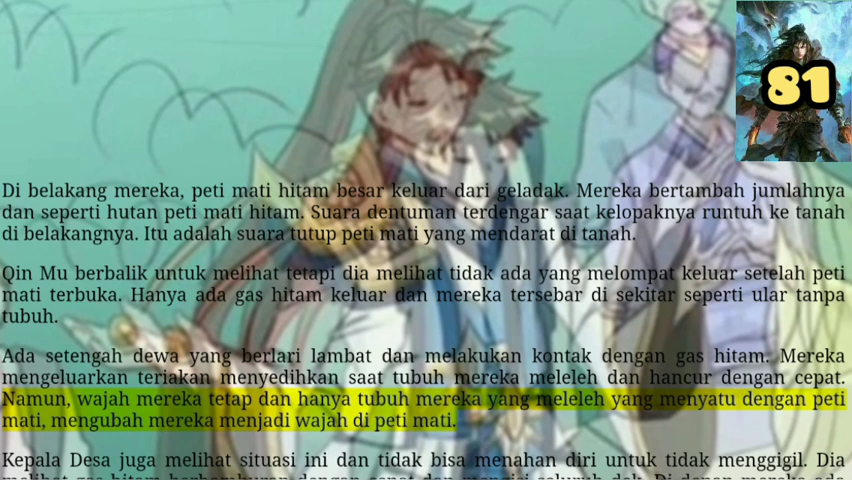 81
Di belakang mereka, peti mati hitam besar keluar dari geladak. Mereka bertambah jumlahnya
dan seperti hutan peti mati hitam. Suara dentuman terdengar saat kelopaknya runtuh ke tanah
di belakangnya. Itu adalah suara tutup peti mati yang mendarat di tanah.
Qin Mu berbalik untuk melihat tetapi dia melihat tidak ada yang melompat keluar setelah peti
mati terbuka. Hanya ada gas hitam keluar dan mereka tersebar di sekitar seperti ular tanpa
tubuh.
Ada setengah dewa yang berlari lambat dan melakukan kontak dengan gas hitam. Mereka
mengeluarkan teriakan menyedihkan saat tubuh mereka meleleh dan hancur dengan cepat.
Namun, wajah mereka tetap dan hanya tubuh mereka yang meleleh yang menyatu dengan peti
mati, mengubah mereka menjadi wajah di peti mati.
Kepala Desa juga melihat situasi ini dan tidak bisa menahan diri untuk tidak menggigil. Dia